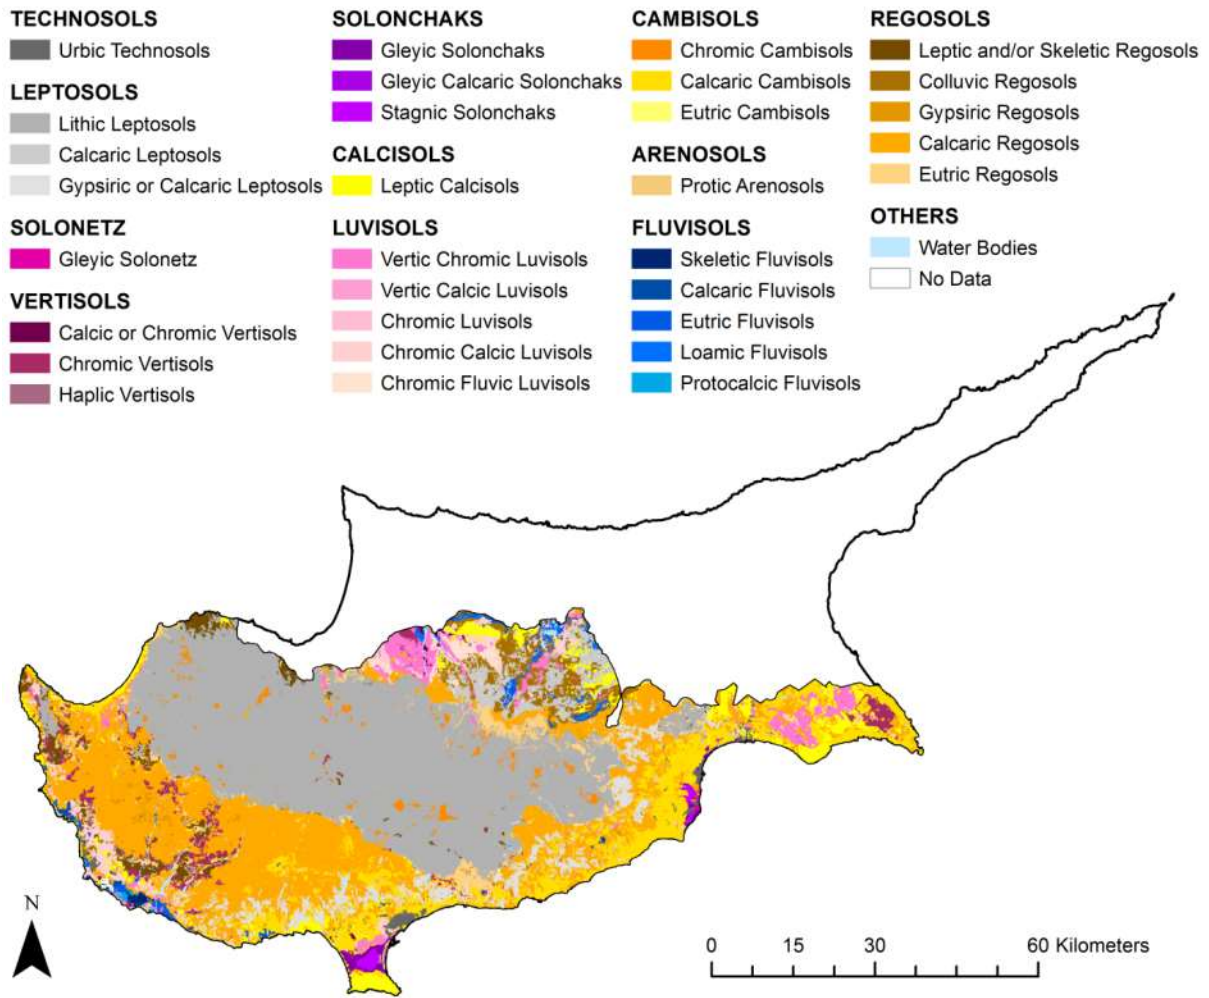 TECHNOSOLS
Urbic Technosols
LEPTOSOLS
Lithic Leptosols
Calcaric Leptosols
Gypsiric or Calcaric Leptosols
SOLONETZ
Gleyic Solonetz
VERTISOLS
Calcic or Chromic Vertisols
Chromic Vertisols
Haplic Vertisols
SOLONCHAKS
Gleyic Solonchaks
Gleyic Calcaric Solonchaks
Stagnic Solonchaks
CALCISOLS
Leptic Calcisols
LUVISOLS
Vertic Chromic Luvisols
Vertic Calcic Luvisols
Chromic Luvisols
Chromic Calcic Luvisols
Chromic Fluvic Luvisols
CAMBISOLS
Chromic Cambisols
Calcaric Cambisols
Eutric Cambisols
ARENOSOLS
Protic Arenosols
FLUVISOLS
Skeletic Fluvisols
Calcaric Fluvisols
Eutric Fluvisols
Loamic Fluvisols
Protocalcic Fluvisols
REGOSOLS
Leptic and/or Skeletic Regosols
Colluvic Regosols
Gypsiric Regosols
Calcaric Regosols
Eutric Regosols
OTHERS
Water Bodies
No Data
N
0 15 30 60 Kilometers